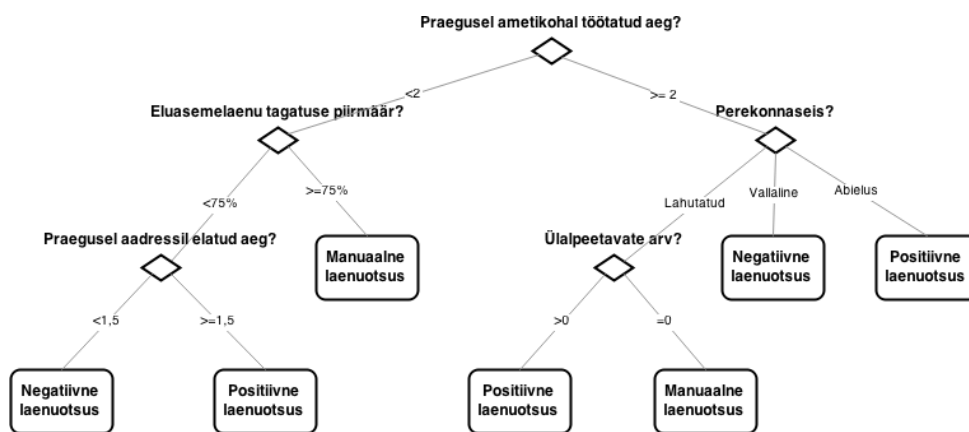 Praegusel ametikohal töötatud aeg?
<2
>= 2
Eluasemelaenu tagatuse piirmäär?
Perekonnaseis?
<75%
>=75%
Lahutatud
Vallaline
Abielus
Praegusel aadressil elatud aeg?
Manuaalne
laenuotsus
Ülalpeetavate arv?
Negatiivne
laenuotsus
Positiivne
laenuotsus
<1,5
>=1,5
>0
=0
Negatiivne
laenuotsus
Positiivne
laenuotsus
Positiivne
laenuotsus
Manuaalne
laenuotsus